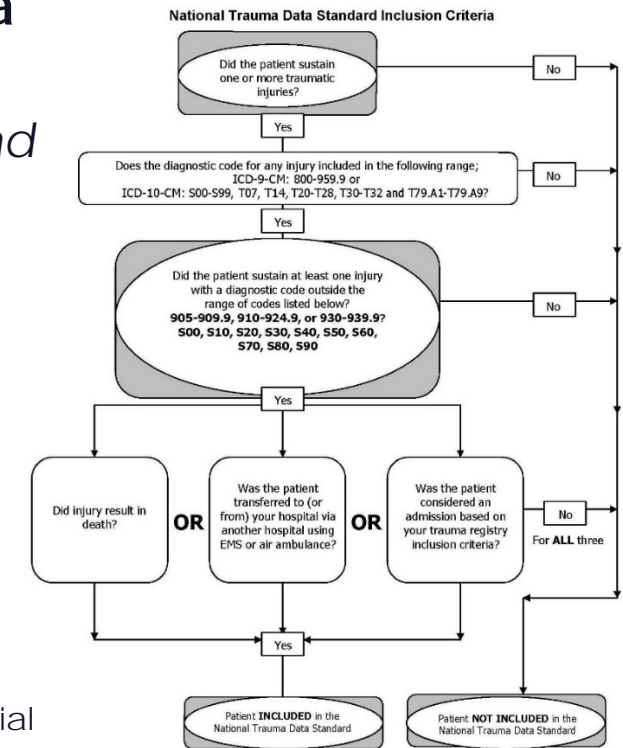 a
nd
ial
National Trauma Data Standard Inclusion Criteria
Did the patient sustain
one or more traumatic
injuries?
No
Yes
Does the diagnostic code for any injury included in the following range;
ICD-9-CM: 800-959.9 or
ICD-10-CM: S00-S99, T07, T14, T20-T28, T30-T32 and T79.A1-T79.A9?
No
Yes
Did the patient sustain at least one injury
with a diagnostic code outside the
range of codes listed below?
905-909.9, 910-924.9, or 930-939.9?
S00, S10, S20, S30, S40, S50, S60,
S70, S80, S90
No
Yes
Did injury result in
death?
OR
Was the patient
transferred to (or
from) your hospital via
another hospital using
EMS or air ambulance?
OR
Was the patient
considered an
admission based on
your trauma registry
inclusion criteria?
No
For ALL three
Yes
Patient INCLUDED in the
National Trauma Data Standard
Patient NOT INCLUDED in the
National Trauma Data Standard